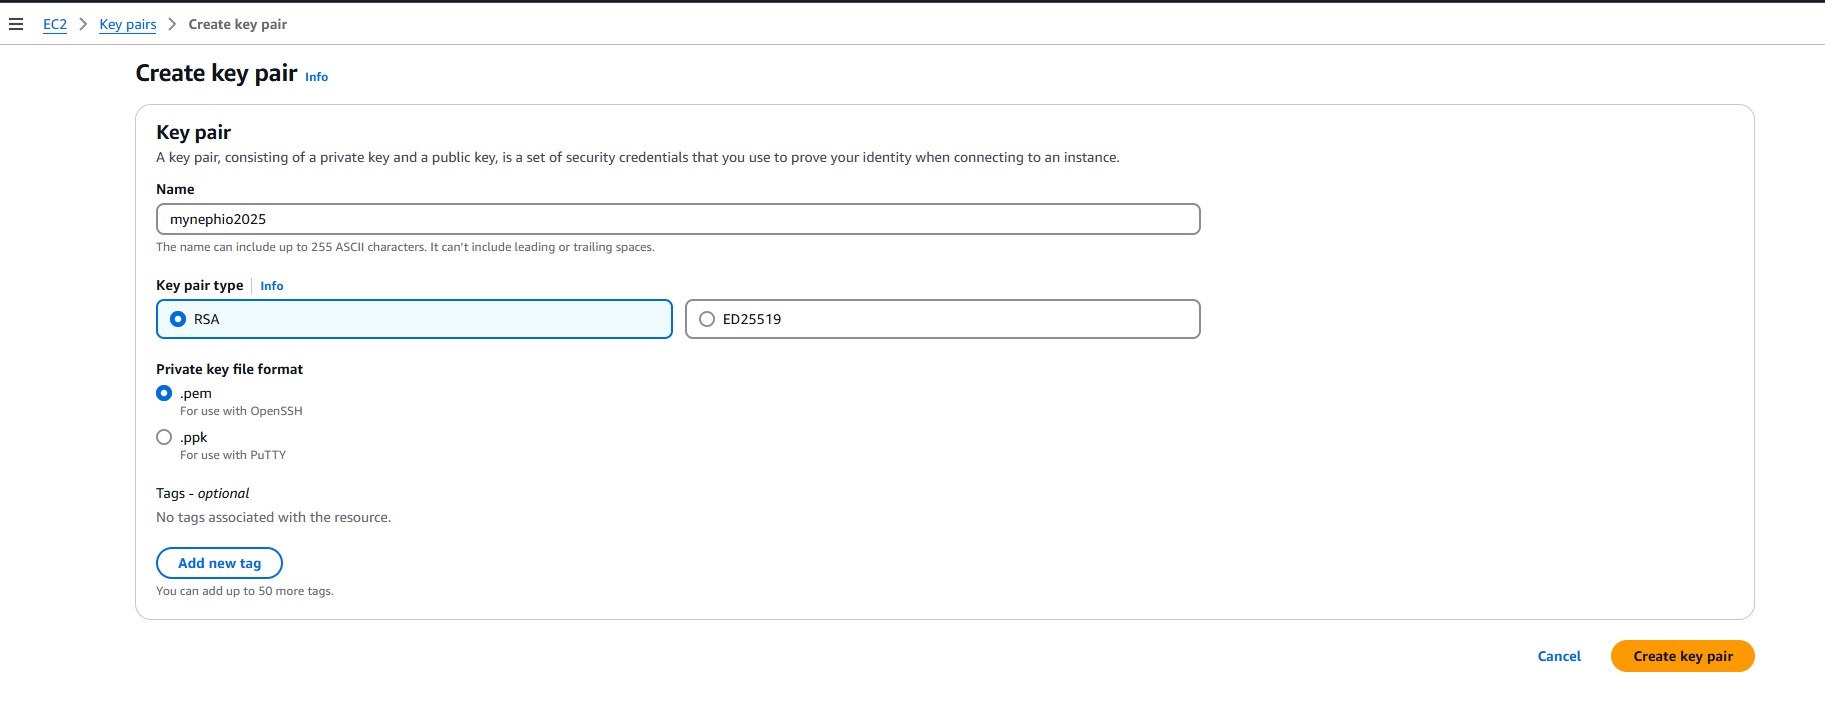 EC2 > Key pairs > Create key pair
Create key pair Info
Key pair
A key pair, consisting of a private key and a public key, is a set of security credentials that you use to prove your identity when connecting to an instance.
Name
mynephio2025
The name can include up to 255 ASCII characters. It can't include leading or trailing spaces.
Key pair type | Info
RSA
ED25519
Private key file format
.pem
For use with OpenSSH
.ppk
For use with PuTTY
Tags - optional
No tags associated with the resource.
Add new tag
You can add up to 50 more tags.
Cancel
Create key pair